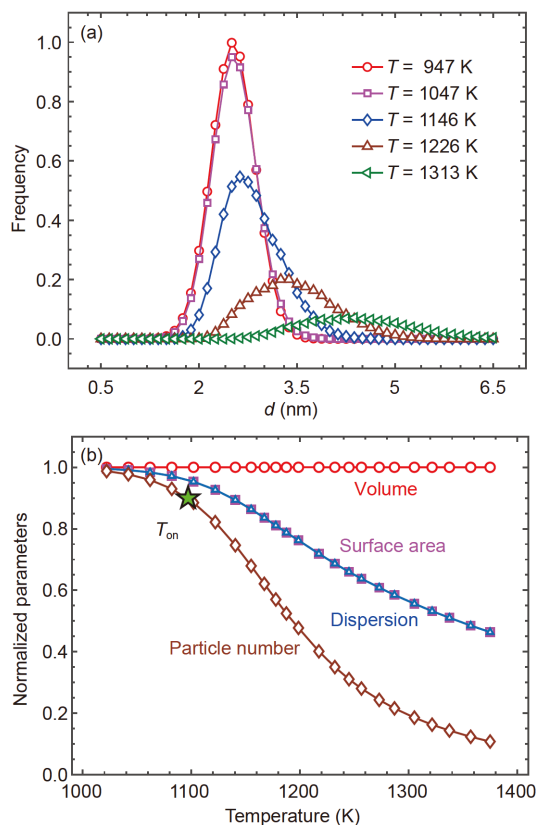 (a)
T = 947 K
T = 1047 K
T = 1146 K
T = 1226 K
T = 1313 K
Frequency
1.0
0.8
0.6
0.4
0.2
0.0
0.5 2 3.5 5 6.5
d (nm)
(b)
Volume
Surface area
Dispersion
Particle number
Ton
Normalized parameters
1.0
0.8
0.6
0.4
0.2
0.0
1000 1100 1200 1300 1400
Temperature (K)